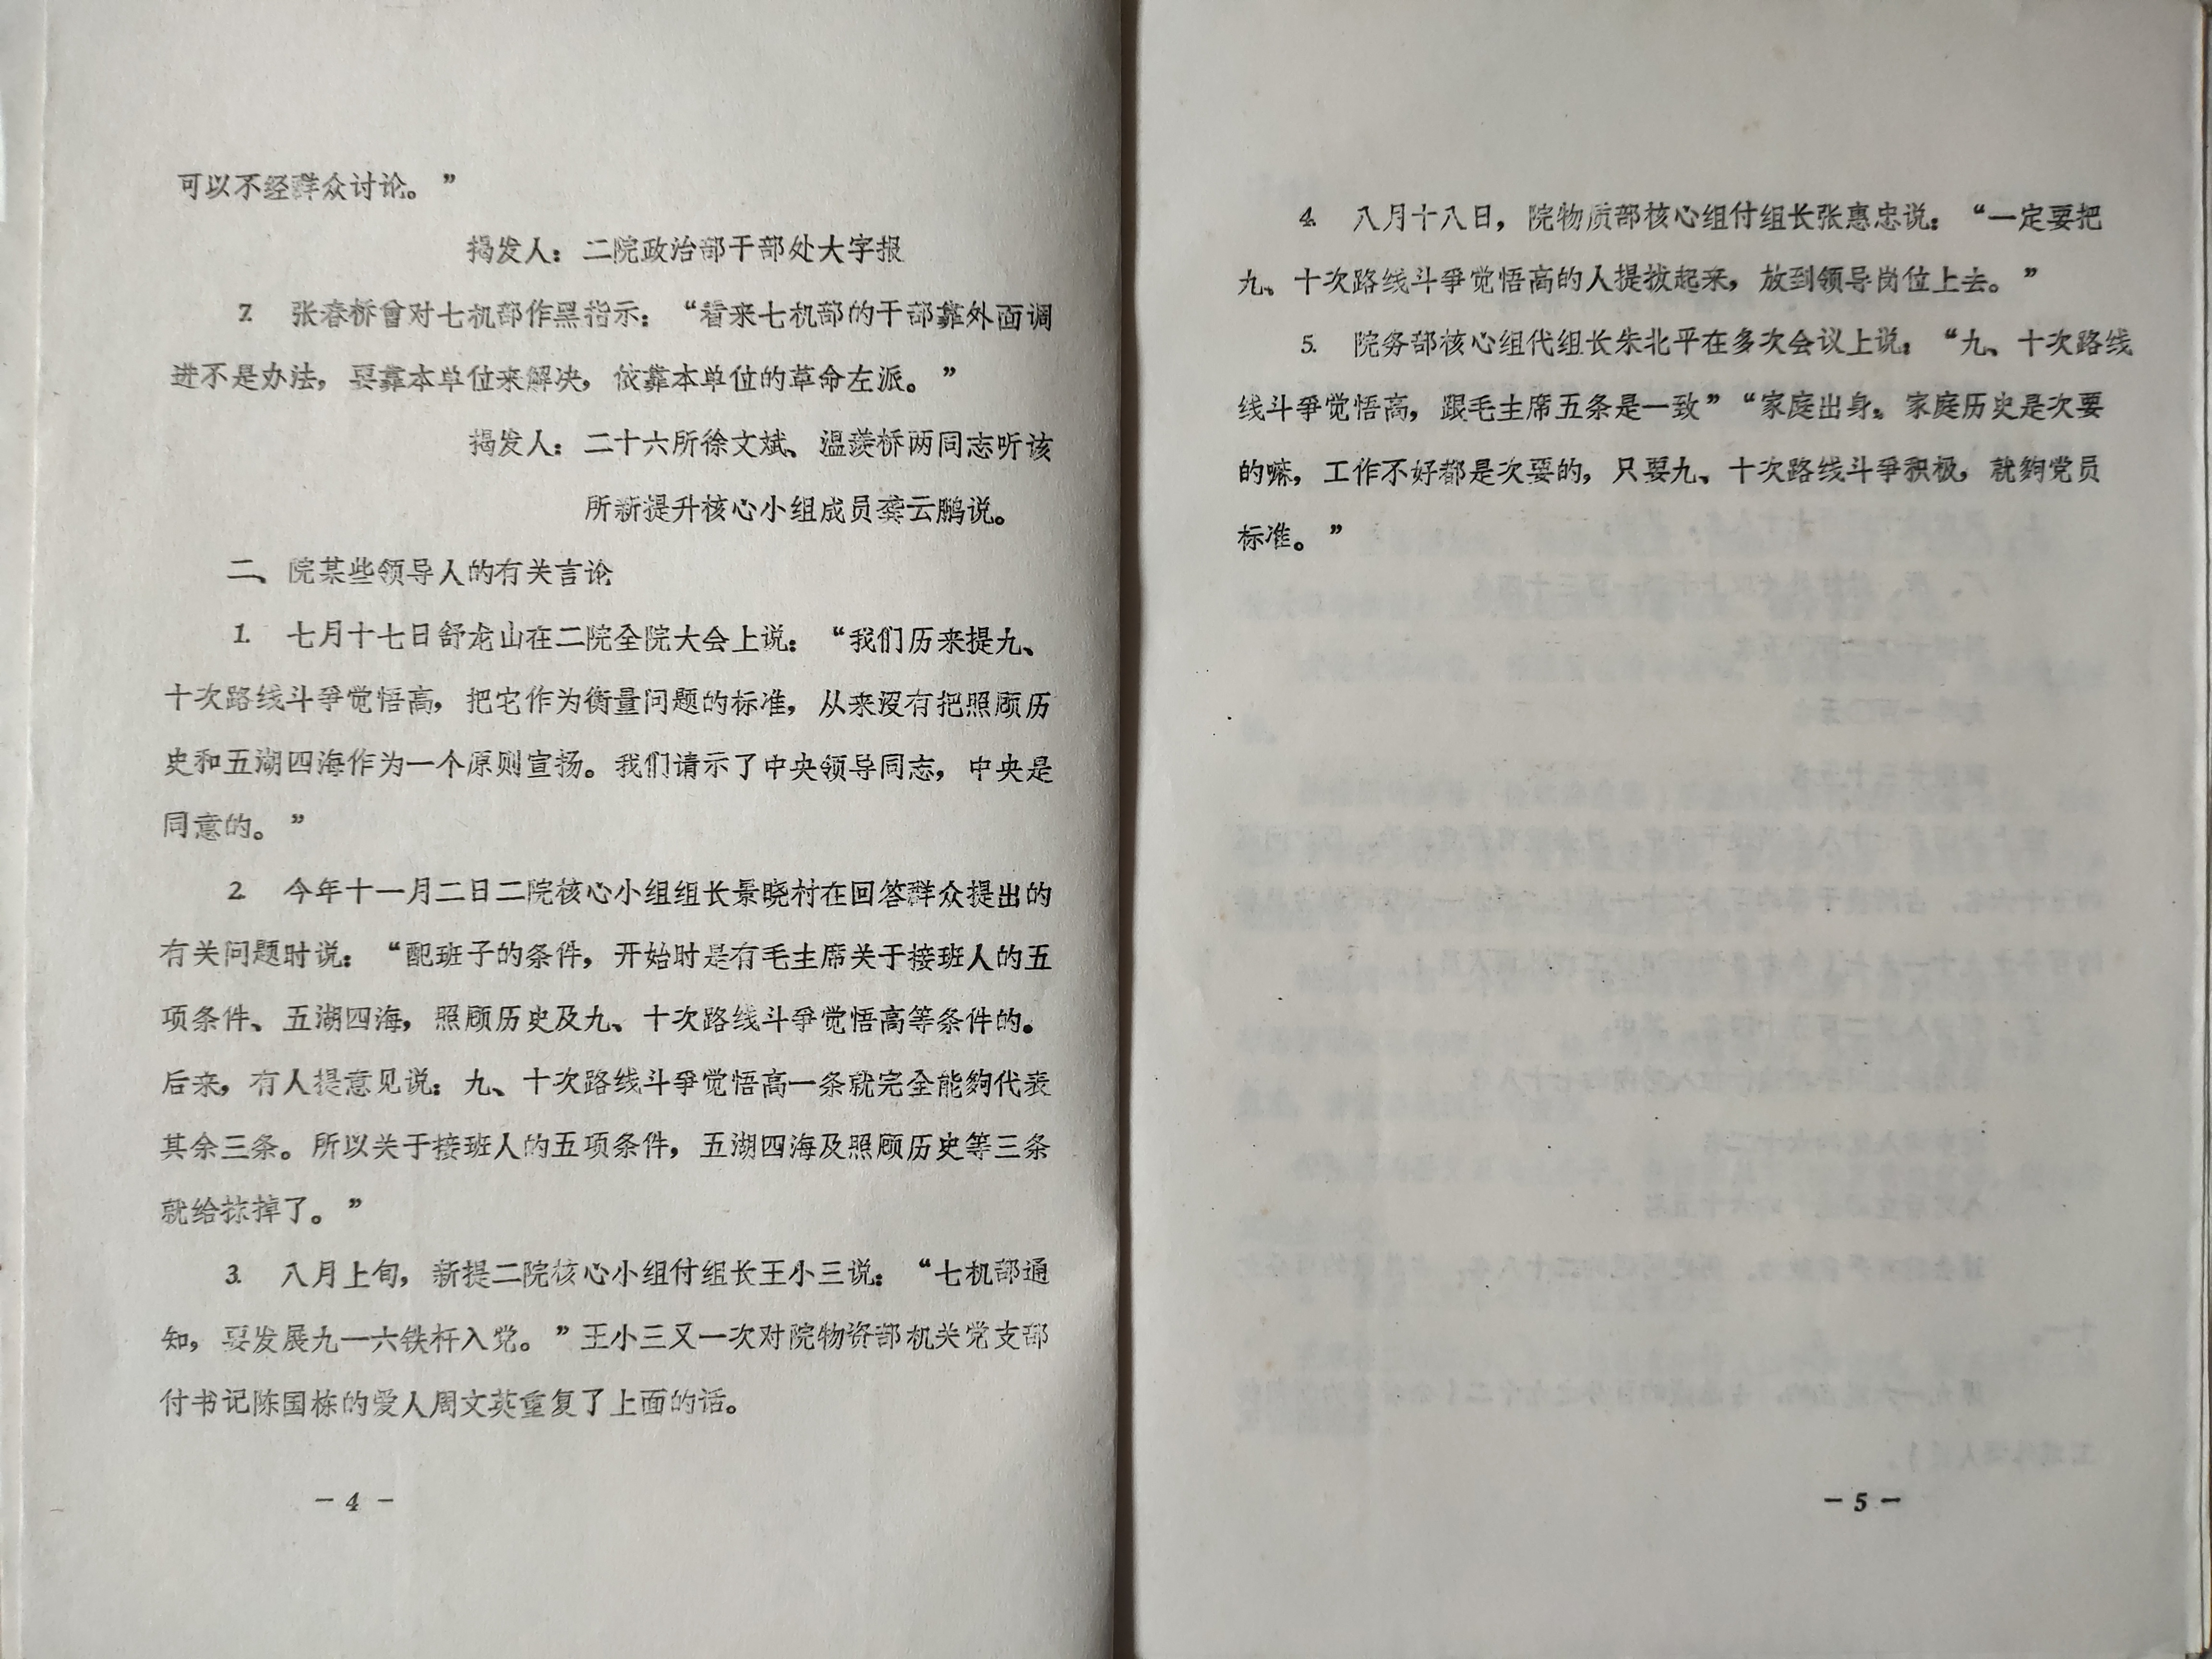 可以不经群众讨论。”
揭发人：二院政治部干部处大字报
7. 张春桥曾对七机部作黑指示：“看来七机部的干部靠外面调
进不是办法，要靠本单位来解决，依靠本单位的革命左派。”
揭发人：二十六所徐文斌、温羡桥两同志听该
所新提升核心小组成员龚云鹏说。
二、院某些领导人的有关言论
1. 七月十七日舒龙山在二院全院大会上说：“我们历来提九、
十次路线斗爭觉悟高，把它作为衡量问题的标准，从来没有把照顾历
史和五湖四海作为一个原则宣扬。我们请示了中央领导同志，中央是
同意的。”
2. 今年十一月二日二院核心小组组长景晓村在回答群众提出的
有关问题时说：“配班子的条件，开始时是有毛主席关于接班人的五
项条件、五湖四海，照顾历史及九、十次路线斗爭觉悟高等条件的。
后来，有人提意见说：九、十次路线斗爭觉悟高一条就完全能夠代表
其余三条。所以关于接班人的五项条件，五湖四海及照顾历史等三条
就给抹掉了。”
3. 八月上旬，新提二院核心小组付组长王小三说：“七机部通
知，要发展九一六铁杆入党。”王小三又一次对院物资部机关党支部
付书记陈国栋的爱人周文英重复了上面的话。
－4－
4. 八月十八日，院物质部核心组付组长张惠忠说：“一定要把
九、十次路线斗爭觉悟高的人提拔起来，放到领导岗位上去。”
5. 院务部核心组代组长朱北平在多次会议上说：“九、十次路线
线斗爭觉悟高，跟毛主席五条是一致”“家庭出身。家庭历史是次要
的嘛，工作不好都是次要的，只要九、十次路线斗爭积极，就夠党员
标准。”
－5－